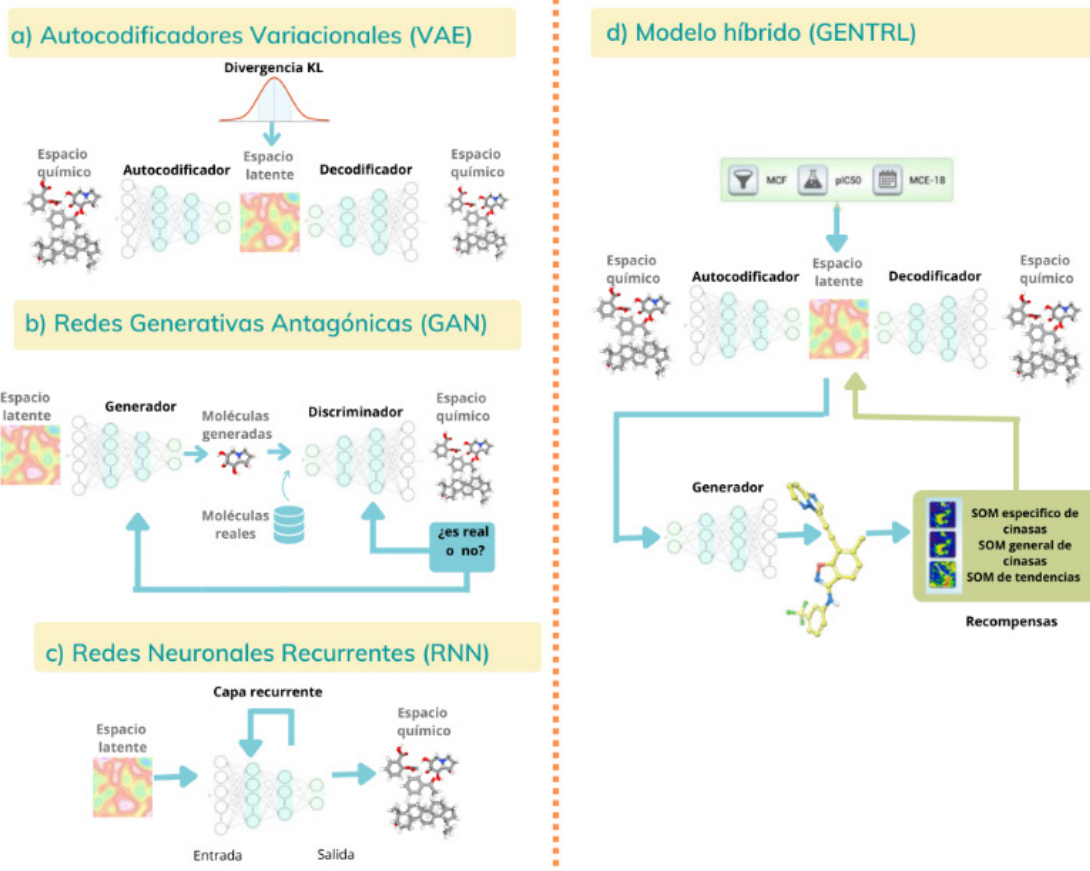 a) Autocodificadores Variacionales (VAE)
Divergencia KL
Espacio
químico
Autocodificador
Espacio
latente
Decodificador
Espacio
químico
b) Redes Generativas Antagónicas (GAN)
Espacio
latente
Generador
Moléculas
generadas
Discriminador
Espacio
químico
Moléculas
reales
¿es real
o no?
c) Redes Neuronales Recurrentes (RNN)
Capa recurrente
Espacio
latente
Espacio
químico
Entrada
Salida
d) Modelo híbrido (GENTRL)
MCF
pIC50
MCE-18
Espacio
químico
Autocodificador
Espacio
latente
Decodificador
Espacio
químico
Generador
SOM especifico de
cinasas
SOM general de
cinasas
SOM de tendencias
Recompensas